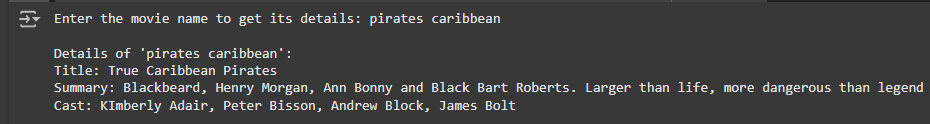 Enter the movie name to get its details: pirates caribbean
Details of 'pirates caribbean':
Title: True Caribbean Pirates
Summary: Blackbeard, Henry Morgan, Ann Bonny and Black Bart Roberts. Larger than life, more dangerous than legend
Cast: KImberly Adair, Peter Bisson, Andrew Block, James Bolt